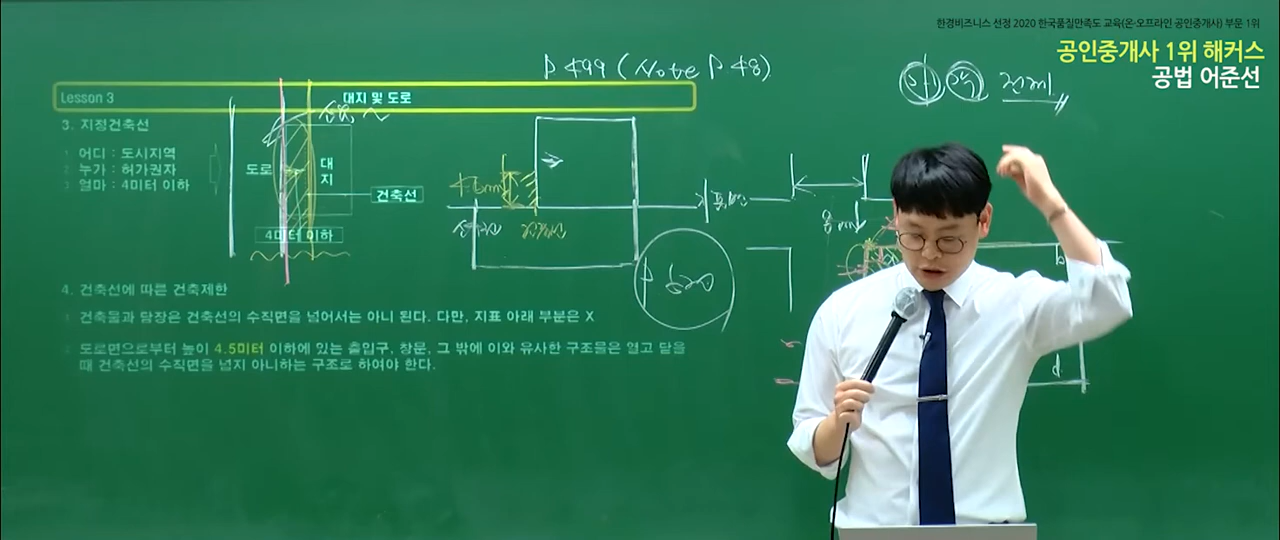 한경비즈니스 선정 2020 한국품질만족도 교육(온·오프라인 공인중개사) 부문 1위
공인중개사 1위 해커스
공법 어준선
P 499 (Note P 48)
Lesson 3 대지 및 도로
3. 지정건축선
1 어디 : 도시지역
2 누가 : 허가권자
3 얼마 : 4미터 이하
도로
대지
건축선
4미터 이하
지표면
P 600
b
d
4. 건축선에 따른 건축제한
1 건축물과 담장은 건축선의 수직면을 넘어서는 아니 된다. 다만, 지표 아래 부분은 X
2 도로면으로부터 높이 4.5미터 이하에 있는 출입구, 창문, 그 밖에 이와 유사한 구조물은 열고 닫을
때 건축선의 수직면을 넘지 아니하는 구조로 하여야 한다.